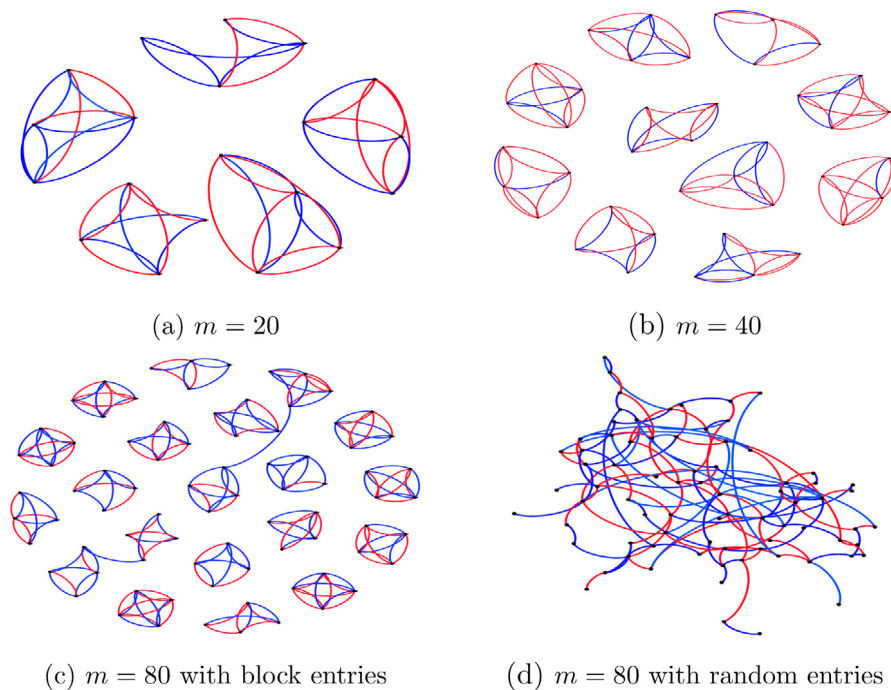 (a) m = 20
(b) m = 40
(c) m = 80 with block entries
(d) m = 80 with random entries